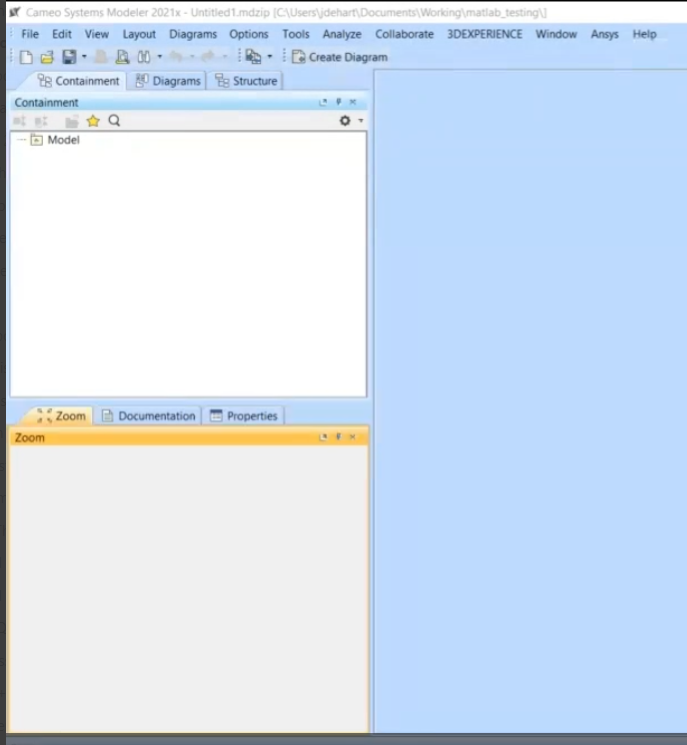 Cameo Systems Modeler 2021x - Untitled1.mdzip [C:\Users\jdehart\Documents\Working\matlab_testing\]
File Edit View Layout Diagrams Options Tools Analyze Collaborate 3DEXPERIENCE Window Ansys Help
Create Diagram
Containment Diagrams Structure
Containment
Model
Zoom Documentation Properties
Zoom